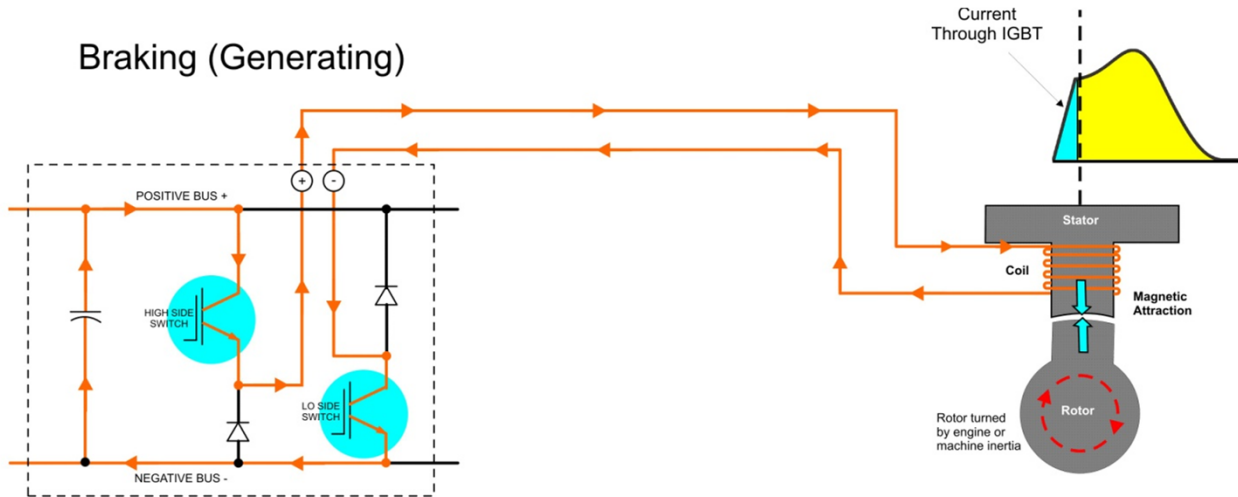 Braking (Generating)
Current
Through IGBT
+
-
POSITIVE BUS +
HIGH SIDE
SWITCH
LO SIDE
SWITCH
NEGATIVE BUS -
Stator
Coil
Magnetic
Attraction
Rotor
Rotor turned
by engine or
machine inertia